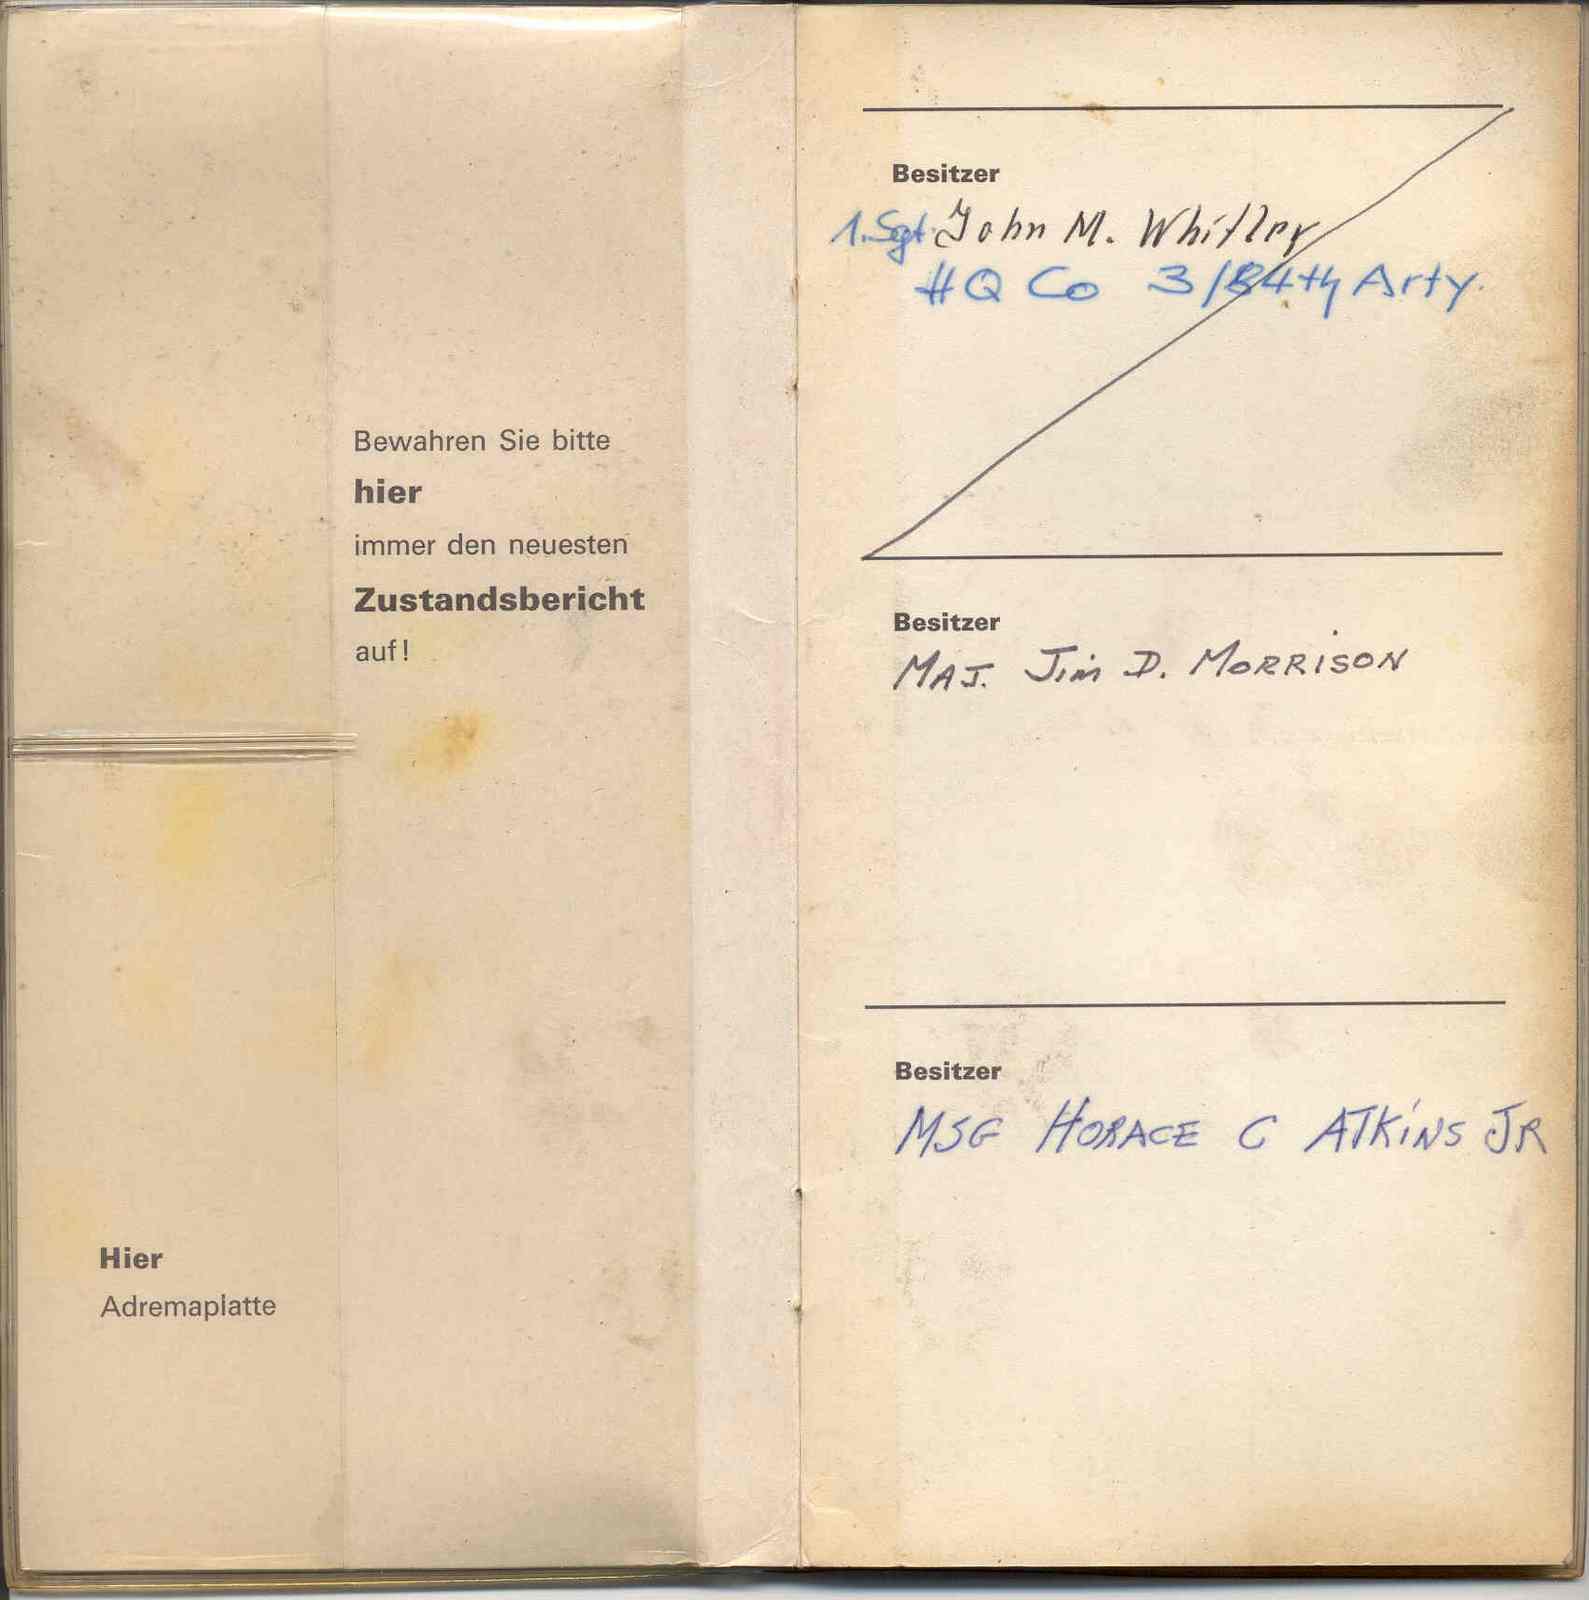 Bewahren Sie bitte
hier
immer den neuesten
Zustandsbericht
auf!
Hier
Adremaplatte
Besitzer
1.Sgt. John M. Whitley
HQ Co 3/84th Arty.
Besitzer
MAJ. Jim D. MORRISON
Besitzer
MSG HORACE C ATKiNS JR